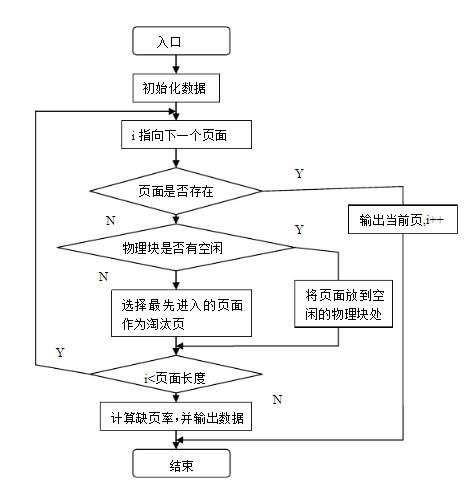 入口
初始化数据
i 指向下一个页面
页面是否存在
Y
输出当前页,i++
N
物理块是否有空闲
Y
N
选择最先进入的页面
作为淘汰页
将页面放到空
闲的物理块处
Y
i<页面长度
N
计算缺页率，并输出数据
结束